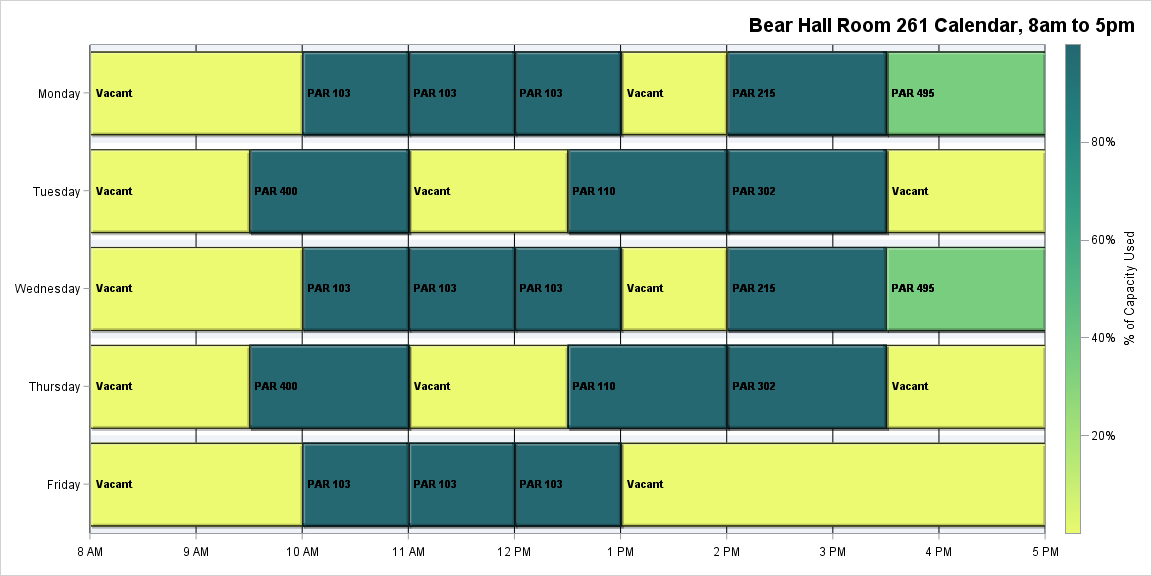 Bear Hall Room 261 Calendar, 8am to 5pm
Monday
Vacant
PAR 103
PAR 103
PAR 103
Vacant
PAR 215
PAR 495
Tuesday
Vacant
PAR 400
Vacant
PAR 110
PAR 302
Vacant
Wednesday
Vacant
PAR 103
PAR 103
PAR 103
Vacant
PAR 215
PAR 495
Thursday
Vacant
PAR 400
Vacant
PAR 110
PAR 302
Vacant
Friday
Vacant
PAR 103
PAR 103
PAR 103
Vacant
8 AM
9 AM
10 AM
11 AM
12 PM
1 PM
2 PM
3 PM
4 PM
5 PM
80%
60%
40%
20%
% of Capacity Used